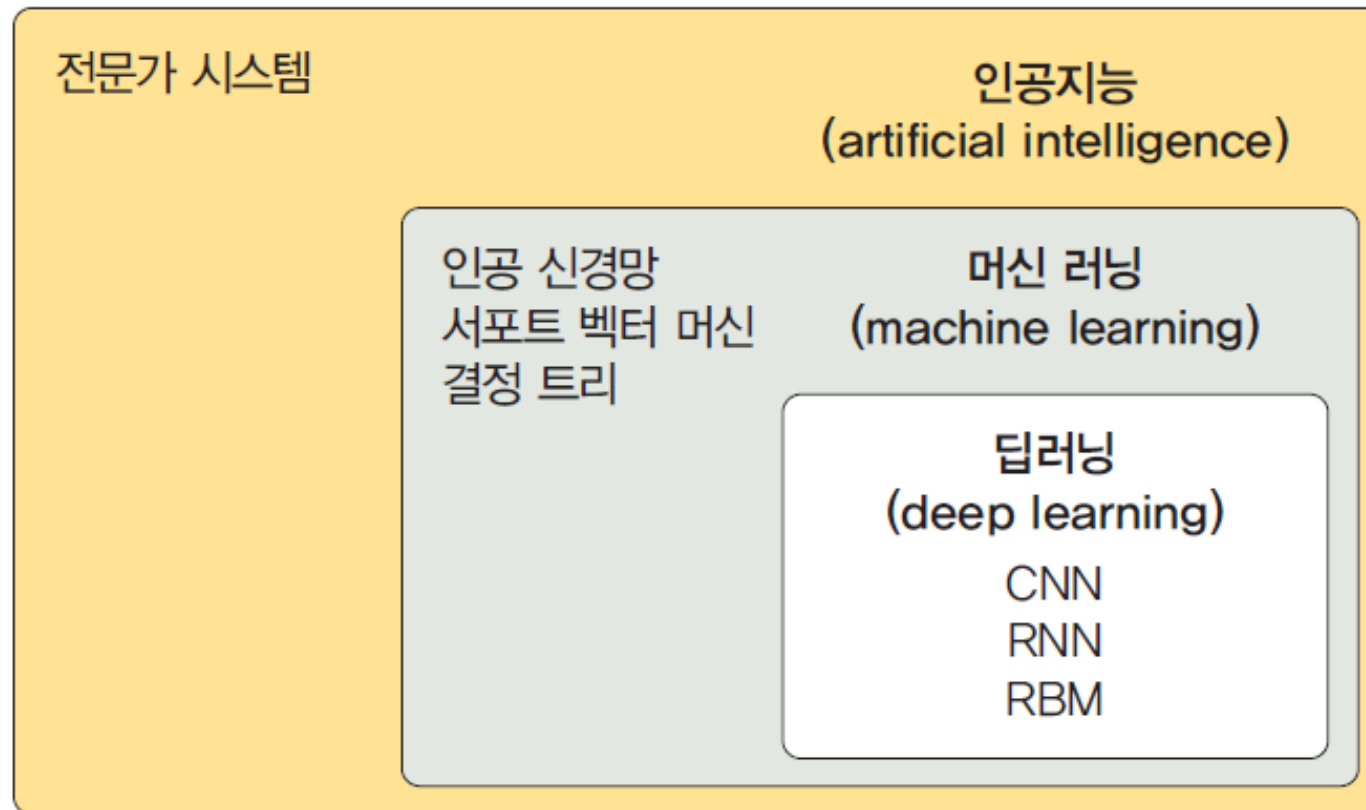 전문가 시스템
인공지능
(artificial intelligence)
인공 신경망
서포트 벡터 머신
결정 트리
머신 러닝
(machine learning)
딥러닝
(deep learning)
CNN
RNN
RBM